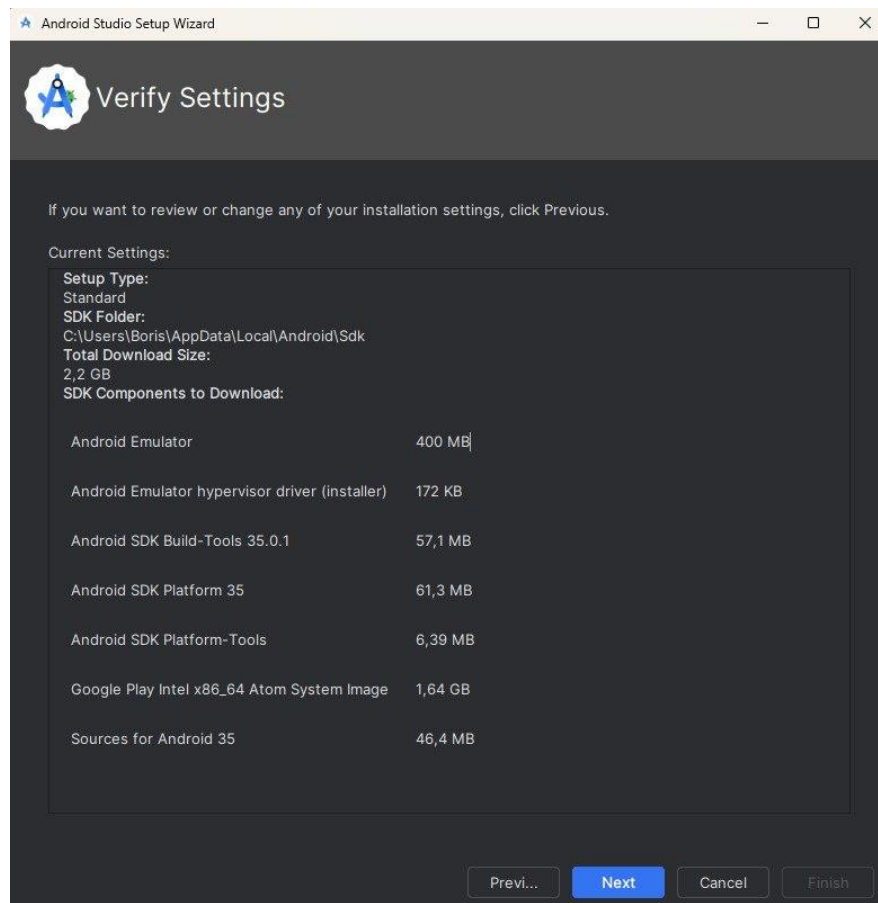 Android Studio Setup Wizard
Verify Settings
If you want to review or change any of your installation settings, click Previous.
Current Settings:
Setup Type:
Standard
SDK Folder:
C:\Users\Boris\AppData\Local\Android\Sdk
Total Download Size:
2,2 GB
SDK Components to Download:
Android Emulator 400 MB
Android Emulator hypervisor driver (installer) 172 KB
Android SDK Build-Tools 35.0.1 57,1 MB
Android SDK Platform 35 61,3 MB
Android SDK Platform-Tools 6,39 MB
Google Play Intel x86_64 Atom System Image 1,64 GB
Sources for Android 35 46,4 MB
Previ... Next Cancel Finish